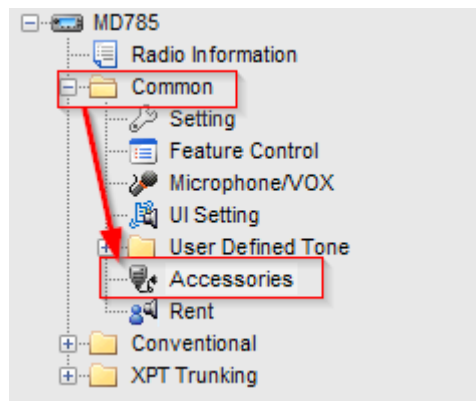 MD785
Radio Information
Common
Setting
Feature Control
Microphone/VOX
UI Setting
User Defined Tone
Accessories
Rent
Conventional
XPT Trunking